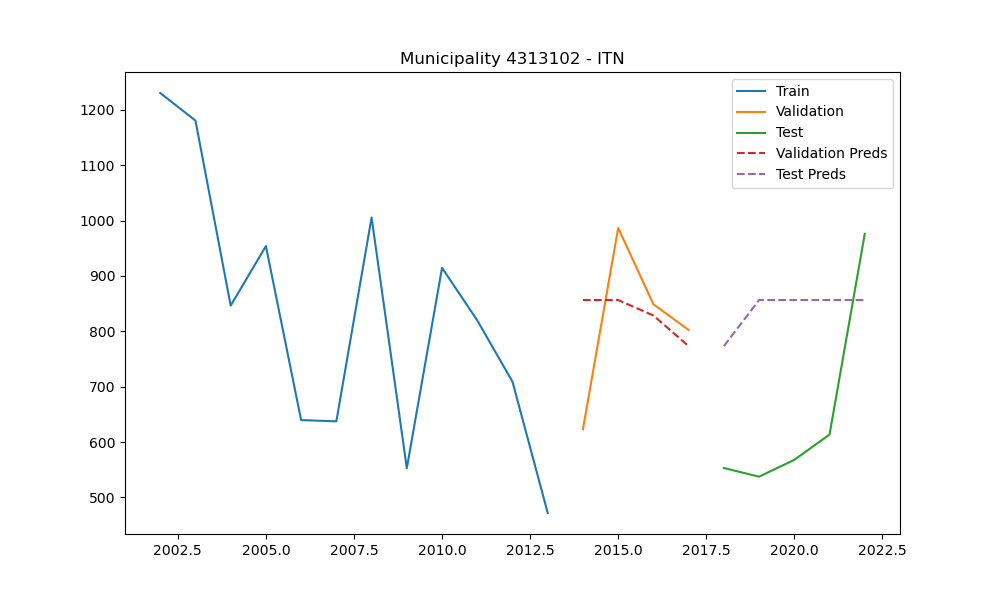 Municipality 4313102 - ITN
Train
Validation
Test
Validation Preds
Test Preds
1200
1100
1000
900
800
700
600
500
2002.5 2005.0 2007.5 2010.0 2012.5 2015.0 2017.5 2020.0 2022.5